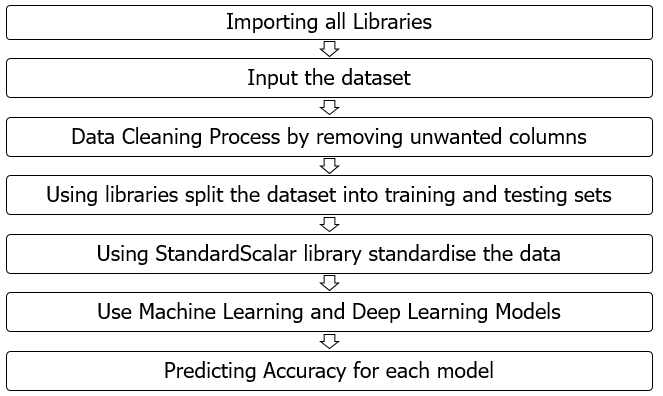 Importing all Libraries
Input the dataset
Data Cleaning Process by removing unwanted columns
Using libraries split the dataset into training and testing sets
Using StandardScalar library standardise the data
Use Machine Learning and Deep Learning Models
Predicting Accuracy for each model